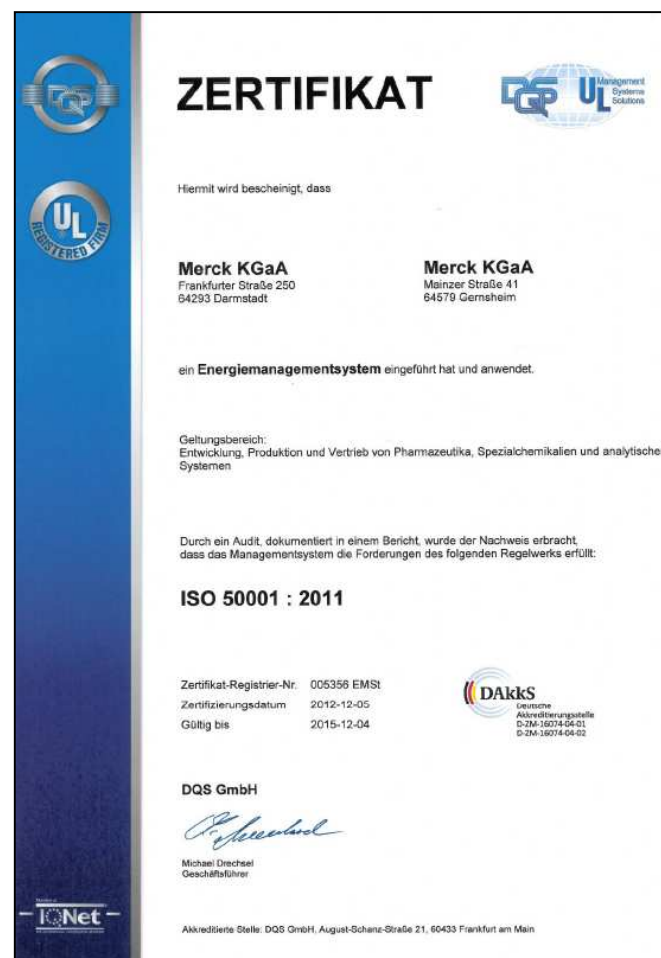 DQS
ZERTIFIKAT
DQS
UL
Management
Systems
Solutions
UL
REGISTERED FIRM
Hiermit wird bescheinigt, dass
Merck KGaA
Frankfurter Straße 250
64293 Darmstadt
Merck KGaA
Mainzer Straße 41
64579 Gernsheim
ein Energiemanagementsystem eingeführt hat und anwendet.
Geltungsbereich:
Entwicklung, Produktion und Vertrieb von Pharmazeutika, Spezialchemikalien und analytische
Systemen
Durch ein Audit, dokumentiert in einem Bericht, wurde der Nachweis erbracht,
dass das Managementsystem die Forderungen des folgenden Regelwerks erfüllt:
ISO 50001 : 2011
Zertifikat-Registrier-Nr. 005356 EMSt
Zertifizierungsdatum 2012-12-05
Gültig bis 2015-12-04
DAkkS
Deutsche
Akkreditierungsstelle
D-ZM-16074-04-01
D-ZM-16074-04-02
DQS GmbH
Michael Drechsel
Geschäftsführer
IQNet
Akkreditierte Stelle: DQS GmbH, August-Schanz-Straße 21, 60433 Frankfurt am Main